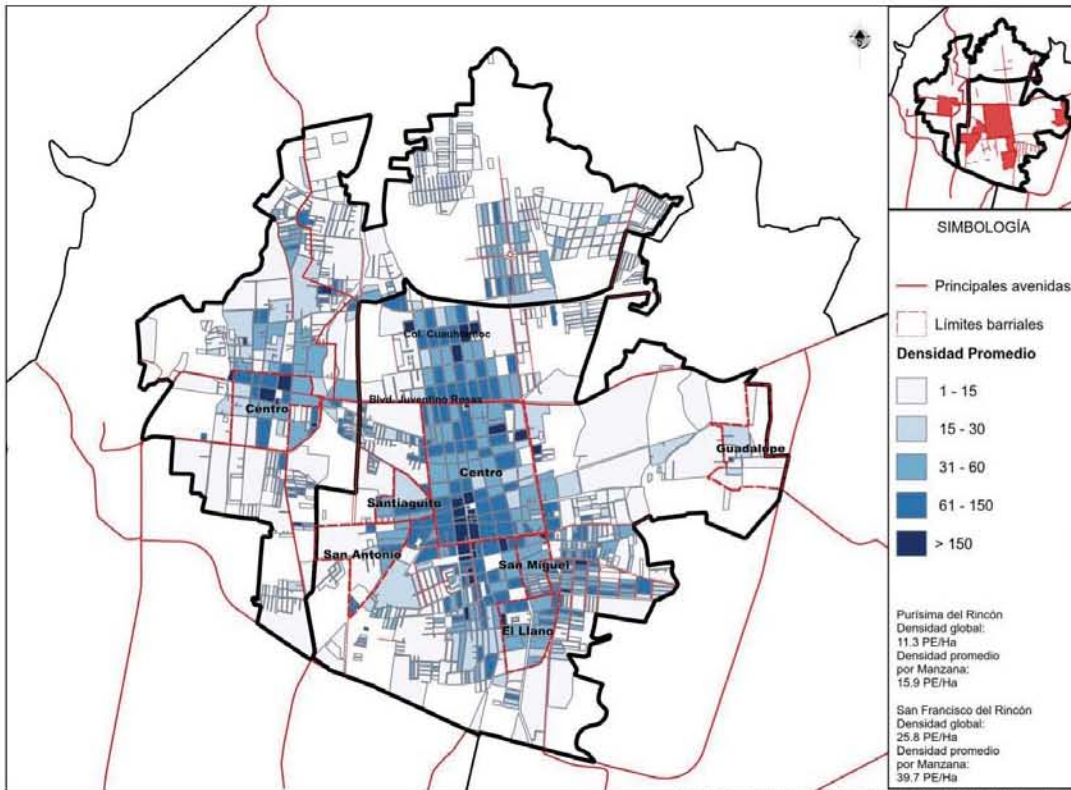 Col. Cuauhtemoc
Blvd. Juventino Rosas
Centro
Guadalope
Centro
Santiaguito
San Antonio
San Miguel
El Llano
SIMBOLOGÍA
Principales avenidas
Límites barriales
Densidad Promedio
1 - 15
15 - 30
31 - 60
61 - 150
> 150
Purísima del Rincón
Densidad global:
11.3 PE/Ha
Densidad promedio
por Manzana:
15.9 PE/Ha
San Francisco del Rincón
Densidad global:
25.8 PE/Ha
Densidad promedio
por Manzana:
39.7 PE/Ha